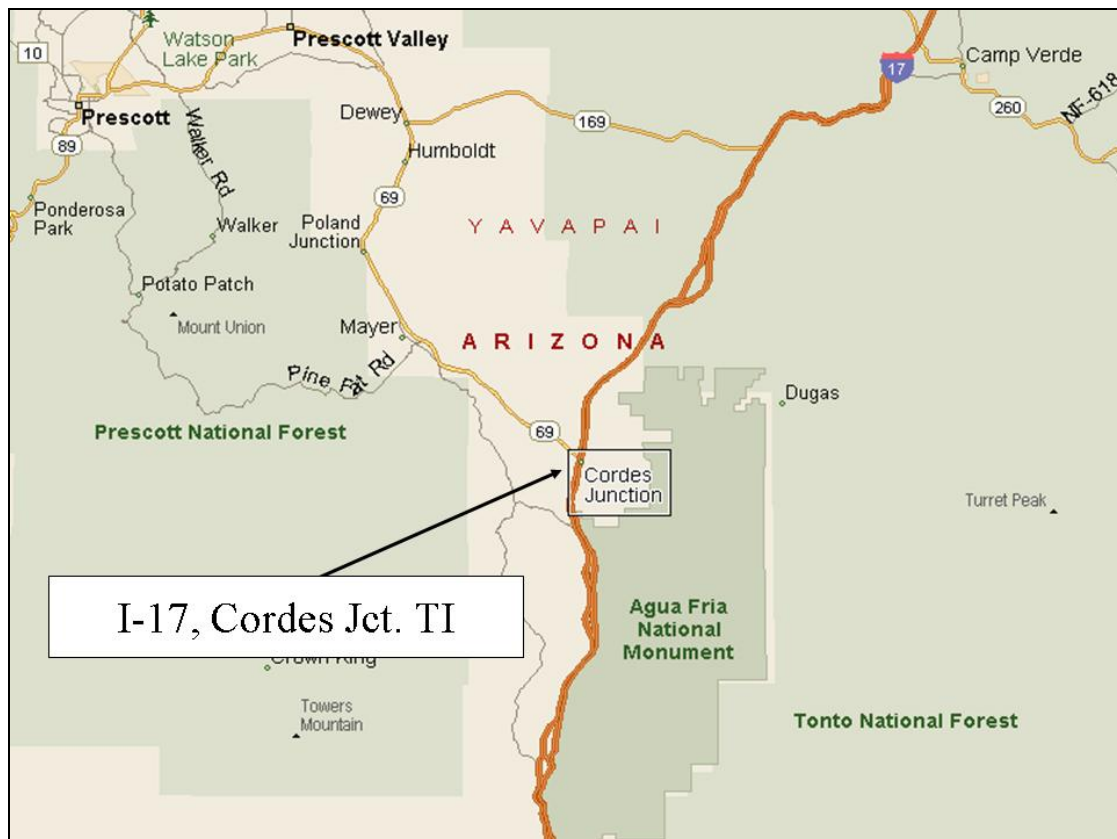 10
Watson
Lake Park
Prescott Valley
17
Camp Verde
Dewey
169
260
NF-618
Prescott
89
Walker Rd
Humboldt
69
Ponderosa
Park
Walker
Poland
Junction
YAVAPAI
Potato Patch
Mount Union
Mayer
ARIZONA
Pine Flat Rd
Dugas
Prescott National Forest
69
Cordes
Junction
Turret Peak
I-17, Cordes Jct. TI
Agua Fria
National
Monument
Crown King
Towers
Mountain
Tonto National Forest